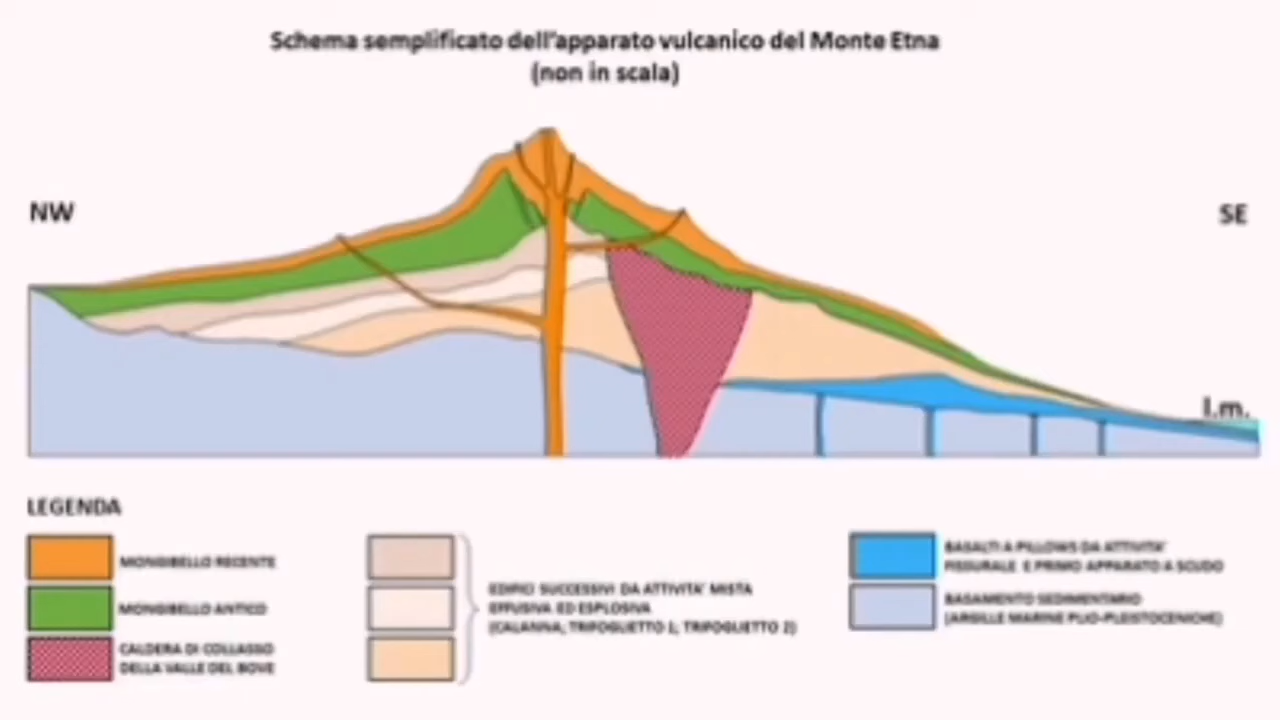 Schema semplificato dell'apparato vulcanico del Monte Etna
(non in scala)
NW
SE
l.m.
LEGENDA
MONGIBELLO RECENTE
MONGIBELLO ANTICO
CALDERA DI COLLASSO
DELLA VALLE DEL BOVE
EDIFICI SUCCESSIVI DA ATTIVITA' MISTA
EFFUSIVA ED ESPLOSIVA
(CALANNA; TRIFOGLIETTO 1; TRIFOGLIETTO 2)
BASALTI A PILLOWS DA ATTIVITA'
FISSURALE E PRIMO APPARATO A SCUDO
BASAMENTO SEDIMENTARIO
(ARGILLE MARINE PLIO-PLEISTOCENICHE)